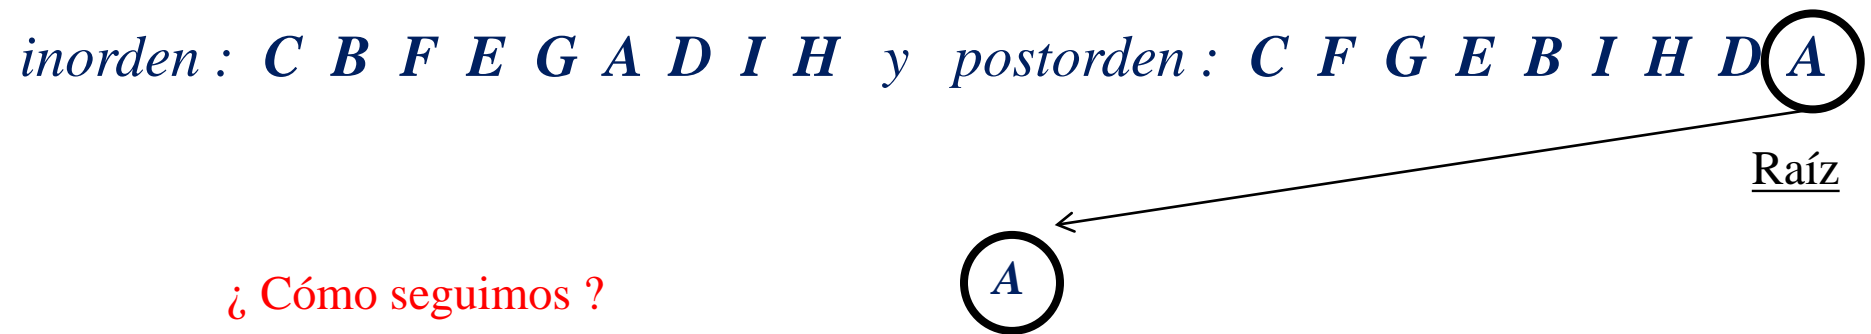 inorden : C B F E G A D I H y postorden : C F G E B I H D A
Raíz
A
¿ Cómo seguimos ?